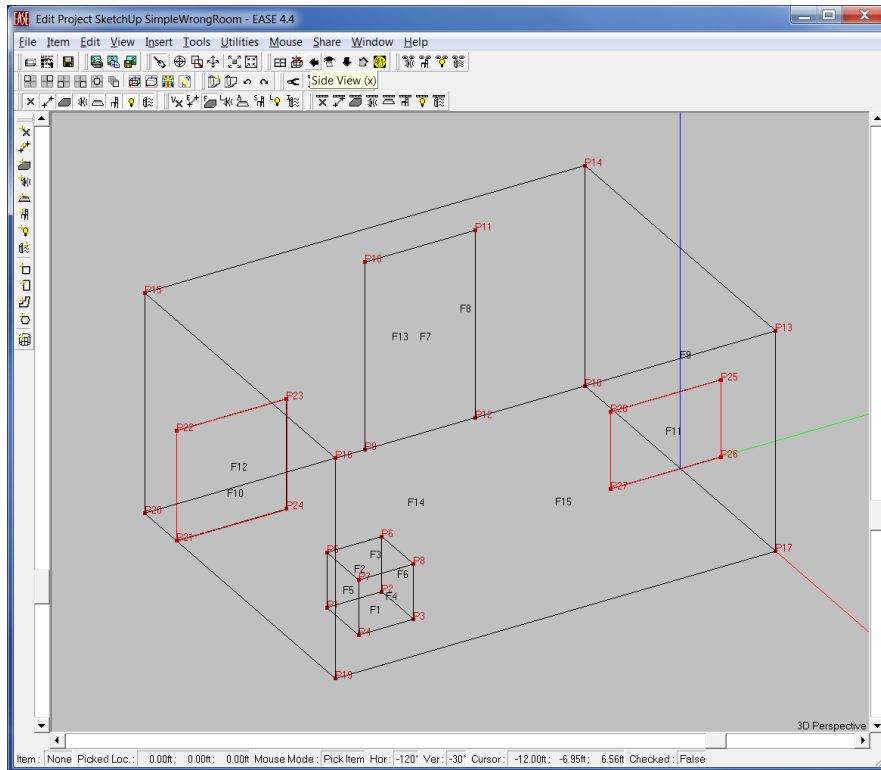 Edit Project SketchUp SimpleWrongRoom - EASE 4.4
File Item Edit View Insert Tools Utilities Mouse Share Window Help
Side View (x)
P14
P11
P10
P15
F8
F13 F7
P13
F9
P25
P18
P28
P23
P12
P22
F11
P9
P16
P26
F12
P27
F10
F14
F15
P24
P20
P21
P6
P17
P5
F3
P8
F2
P7
F6
F5
P2
F4
P1
F1
P3
P4
P19
3D Perspective
Item : None Picked Loc. : 0.00ft ; 0.00ft ; 0.00ft Mouse Mode : Pick Item Hor : -120° Ver : -30° Cursor : -12.00ft ; -6.95ft ; 6.56ft Checked : False